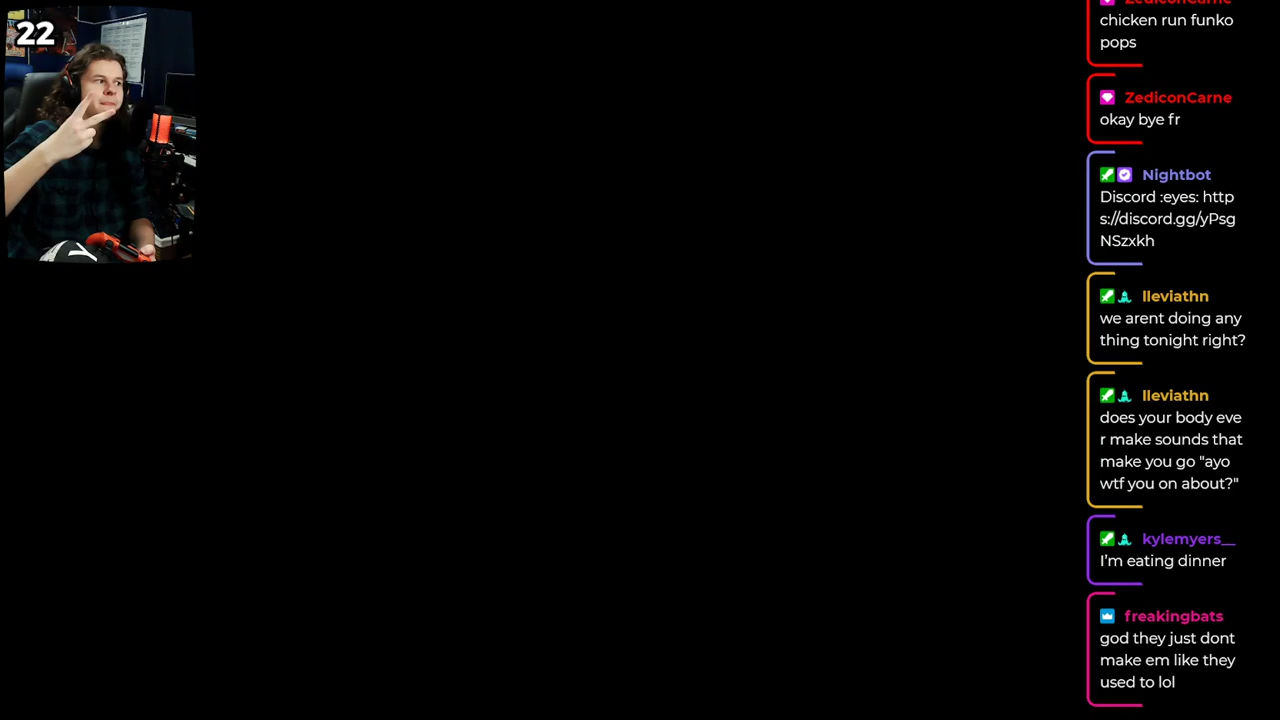 22
chicken run funko
pops
ZediconCarne
okay bye fr
Nightbot
Discord :eyes: http
s://discord.gg/yPsg
NSzxkh
lleviathn
we arent doing any
thing tonight right?
lleviathn
does your body eve
r make sounds that
make you go "ayo
wtf you on about?"
kylemyers__
I'm eating dinner
freakingbats
god they just dont
make em like they
used to lol